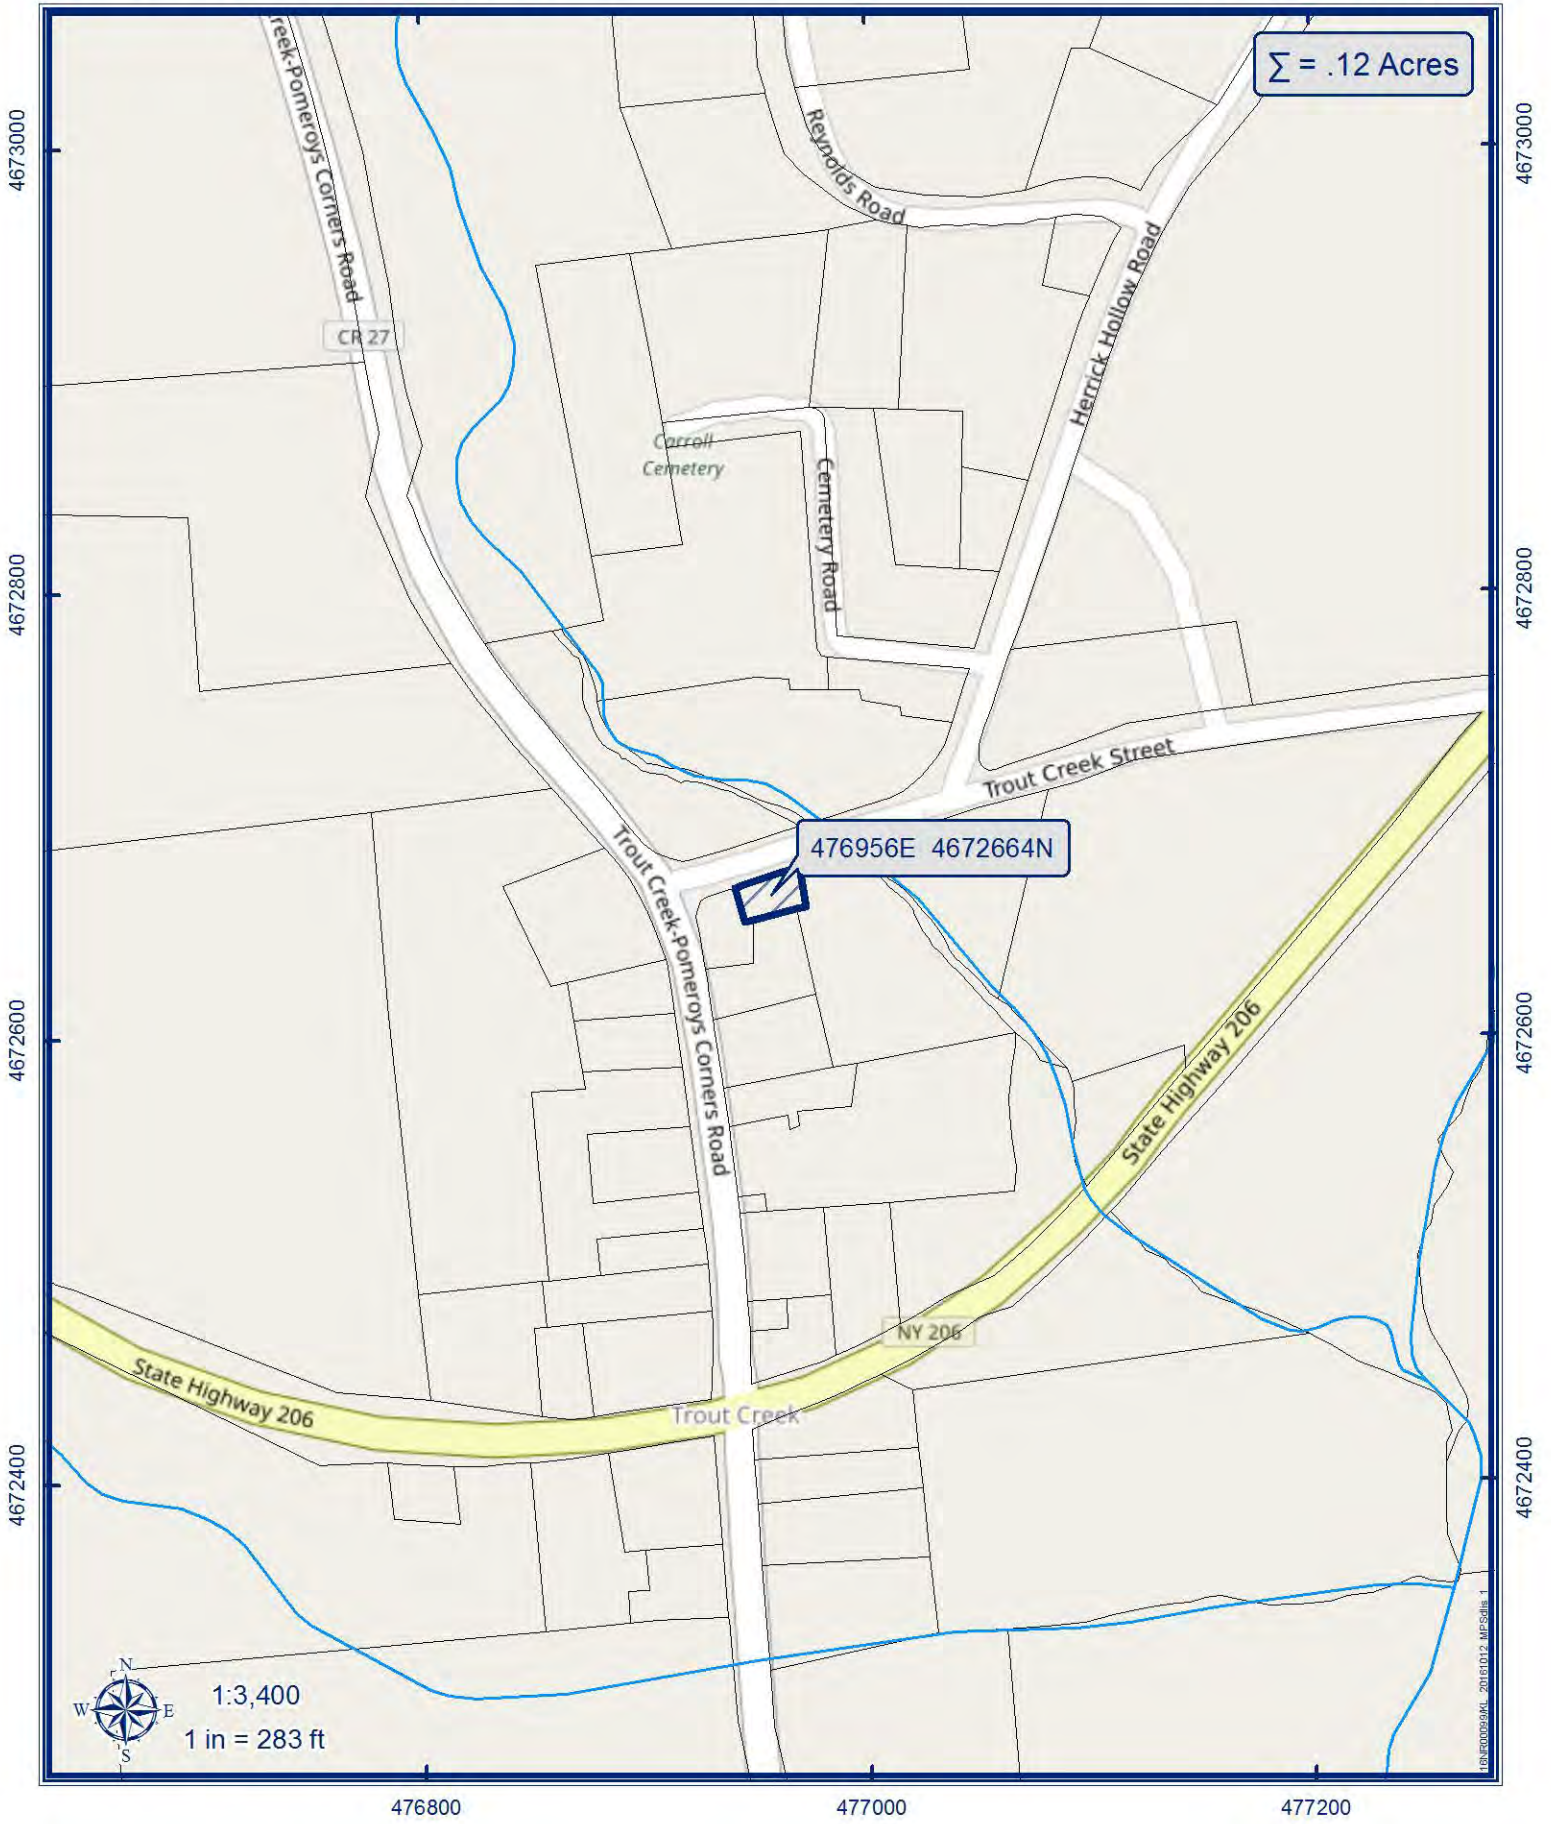 ∑ = .12 Acres
reek-Pomeroys Corners Road
Reynolds Road
4673000
4673000
Herrick Hollow Road
CR 27
Carroll
Cemetery
Cemetery Road
4672800
4672800
Trout Creek Street
476956E 4672664N
Trout Creek-Pomeroys Corners Road
4672600
4672600
State Highway 206
NY 206
State Highway 206
Trout Creek
4672400
4672400
N
W E
S
1:3,400
1 in = 283 ft
476800
477000
477200